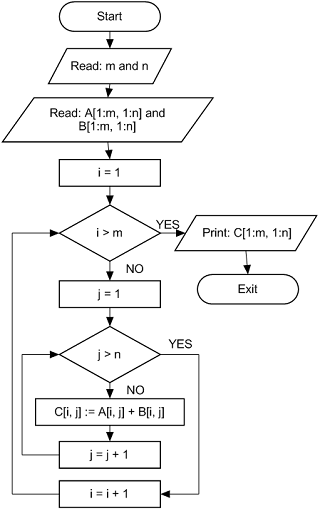 Start
Read: m and n
Read: A[1:m, 1:n] and
B[1:m, 1:n]
i = 1
i > m
YES
Print: C[1:m, 1:n]
NO
Exit
j = 1
j > n
YES
NO
C[i, j] := A[i, j] + B[i, j]
j = j + 1
i = i + 1